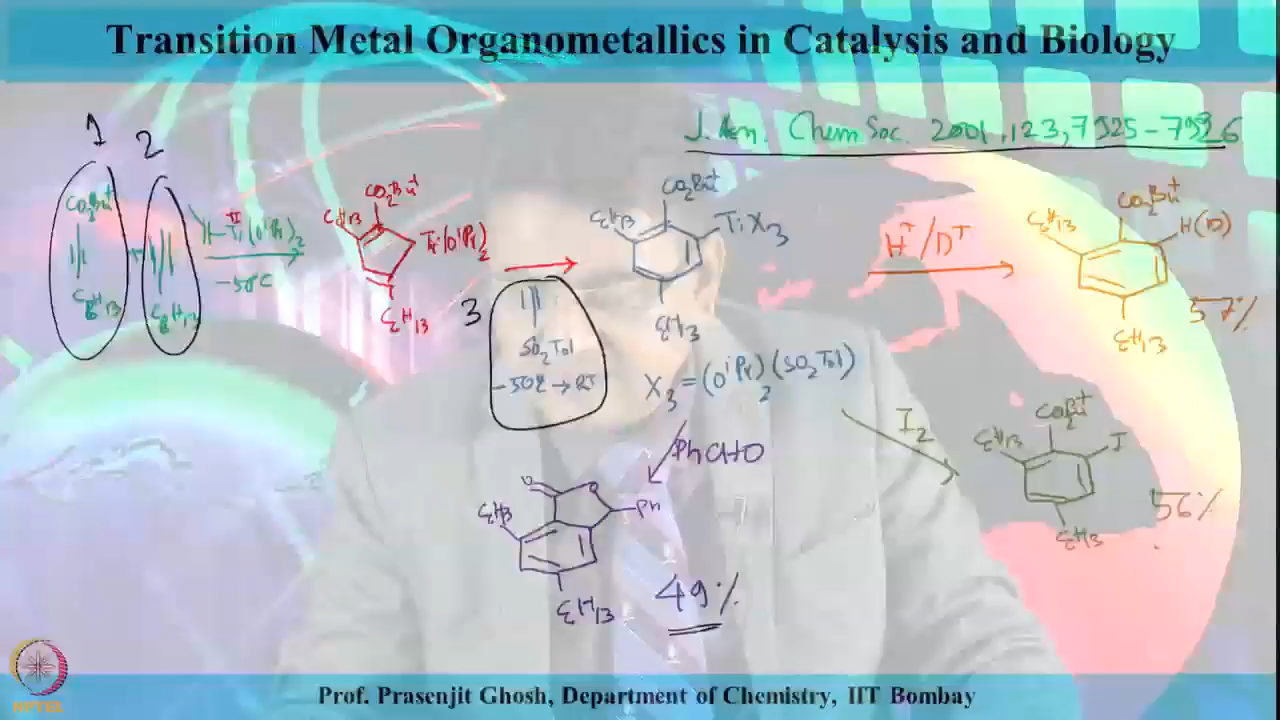 Transition Metal Organometallics in Catalysis and Biology
J. Am. Chem Soc. 2001, 123, 7925-7926
1
2
CO2But
C6H13
+
C6H13
Ti(OiPr)2
-50°C
CO2But
C6H13
Ti(OiPr)2
C6H13
3
SO2Tol
-50°C → RT
CO2But
C6H13
TiX3
C6H13
X3 = (OiPr)2(SO2Tol)
H+/D+
CO2But
C6H13
H(D)
C6H13
57%
I2
CO2But
C6H13
I
C6H13
56%
PhCHO
O
O
C6H13
Ph
C6H13
49%
NPTEL
Prof. Prasenjit Ghosh, Department of Chemistry, IIT Bombay